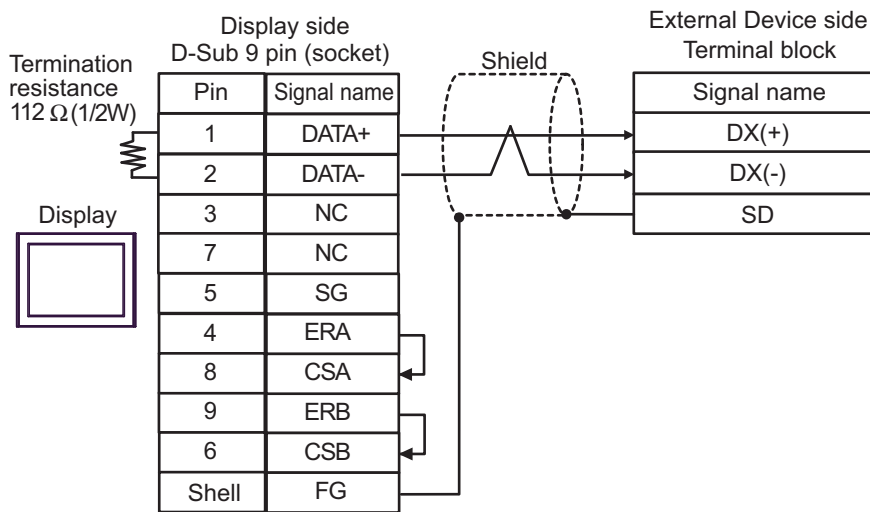 Display side
D-Sub 9 pin (socket)
External Device side
Terminal block
Termination
resistance
112 Ω(1/2W)
Shield
Pin Signal name
Signal name
1 DATA+
DX(+)
2 DATA-
DX(-)
3 NC
SD
Display
7 NC
5 SG
4 ERA
8 CSA
9 ERB
6 CSB
Shell FG